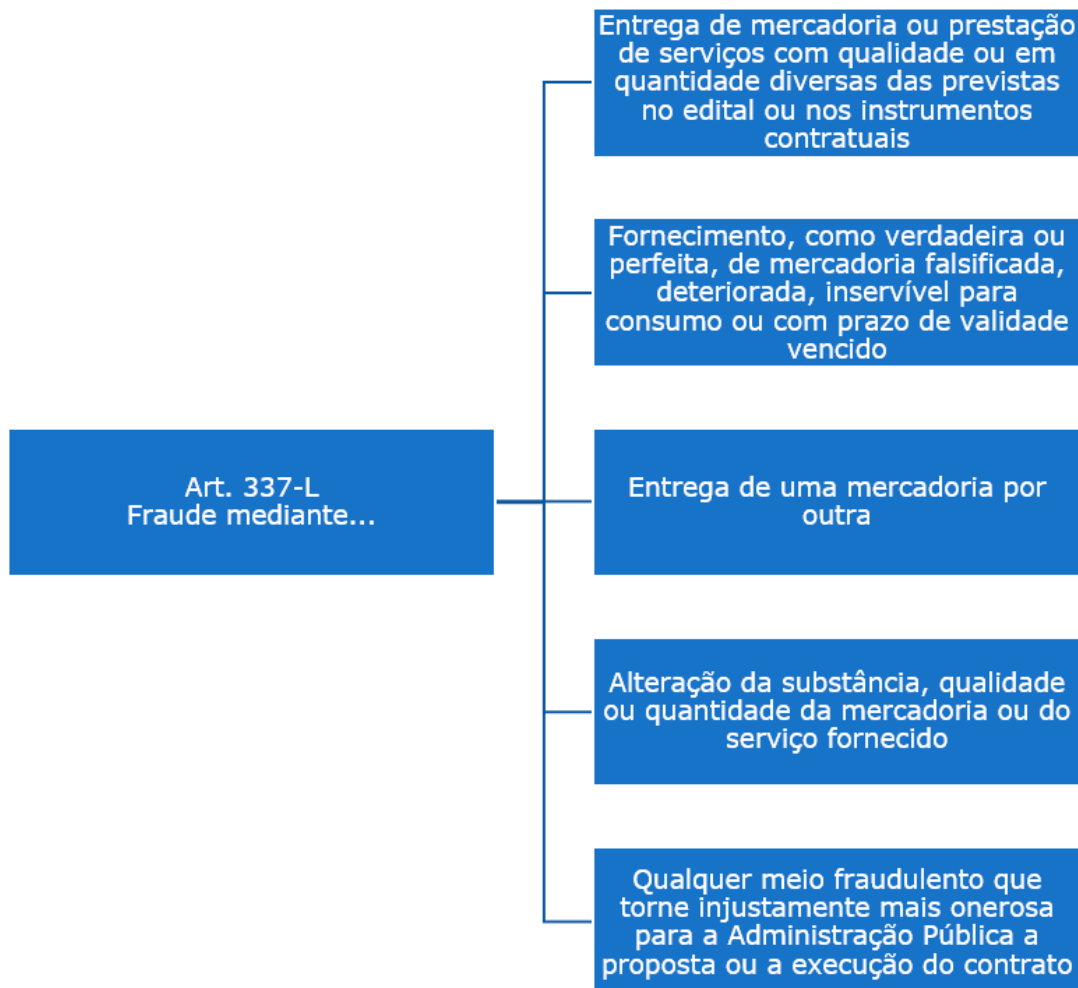 Entrega de mercadoria ou prestação
de serviços com qualidade ou em
quantidade diversas das previstas
no edital ou nos instrumentos
contratuais
Fornecimento, como verdadeira ou
perfeita, de mercadoria falsificada,
deteriorada, inservível para
consumo ou com prazo de validade
vencido
Art. 337-L
Fraude mediante...
Entrega de uma mercadoria por
outra
Alteração da substância, qualidade
ou quantidade da mercadoria ou do
serviço fornecido
Qualquer meio fraudulento que
torne injustamente mais onerosa
para a Administração Pública a
proposta ou a execução do contrato